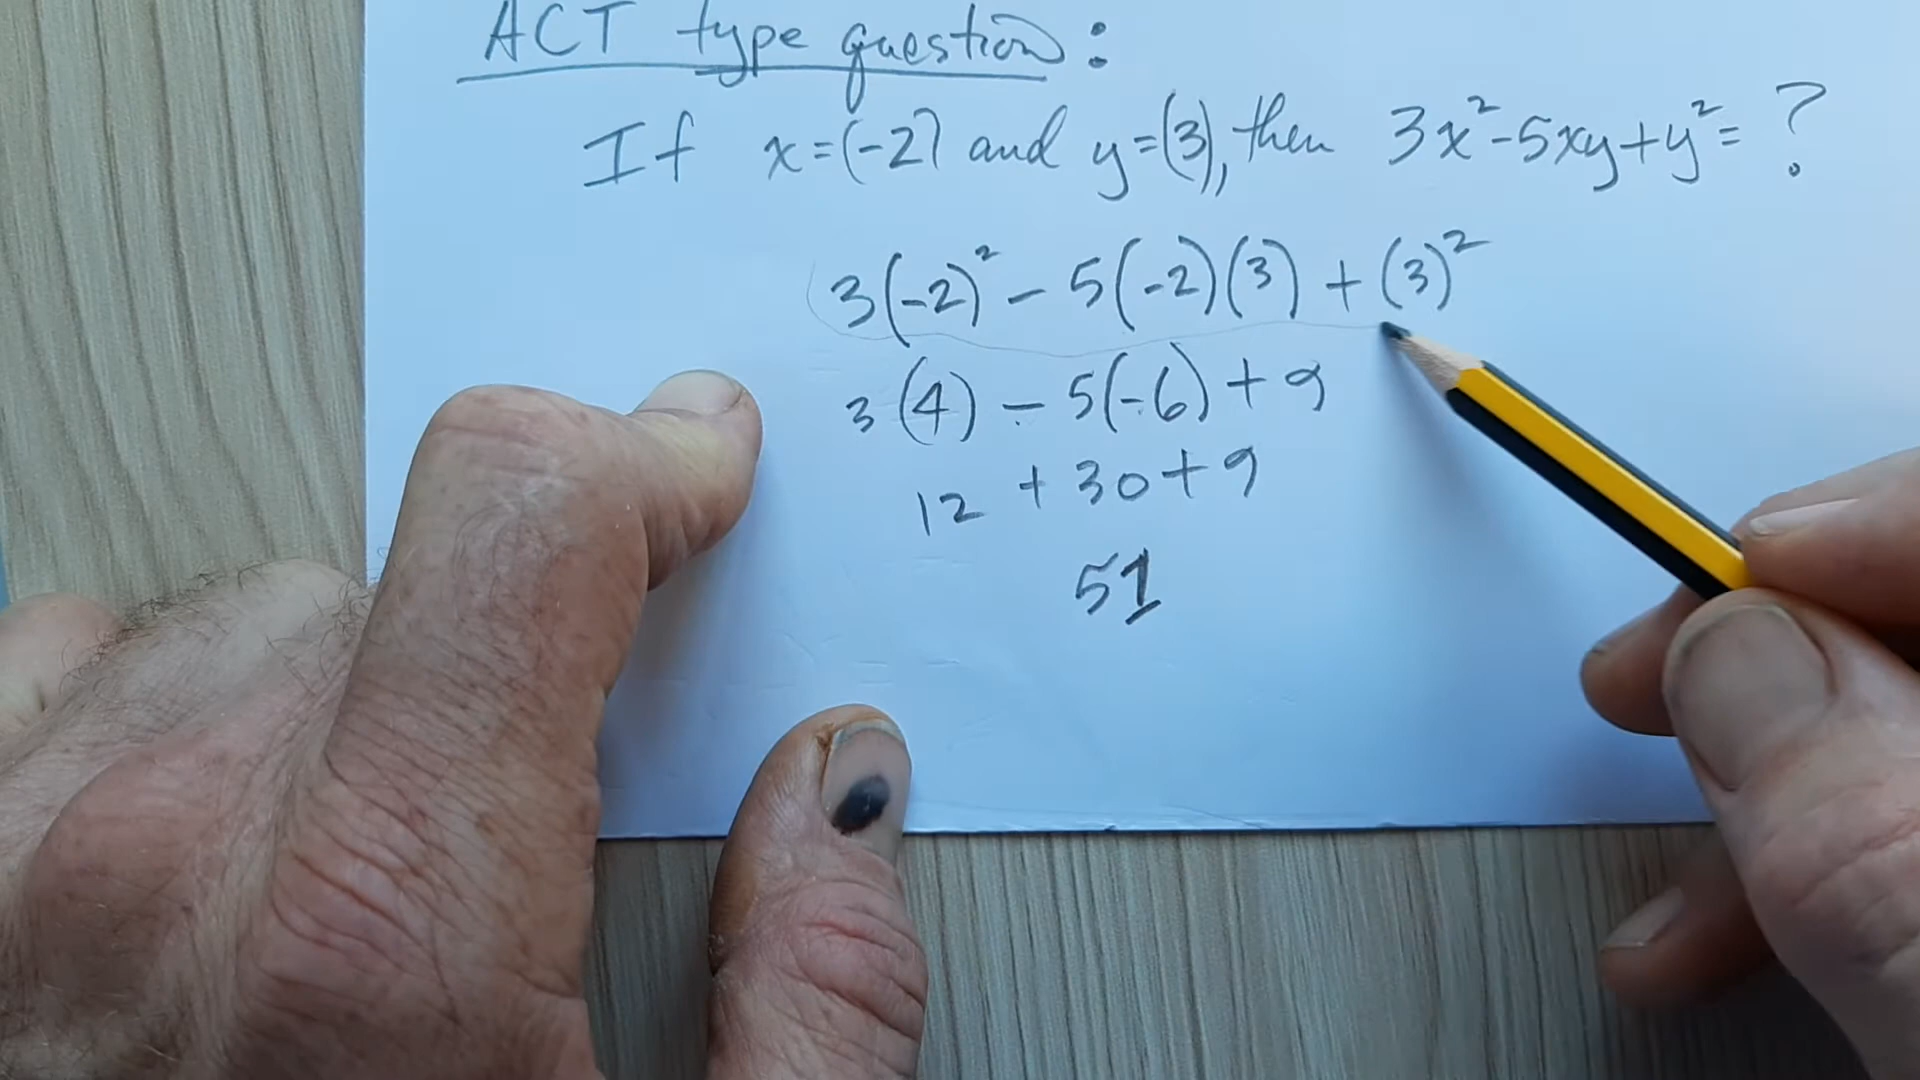 ACT type question:
If x=(-2) and y=(3), then 3x²-5xy+y²= ?
3(-2)² - 5(-2)(3) + (3)²
3(4) - 5(-6) + 9
12 + 30 + 9
51